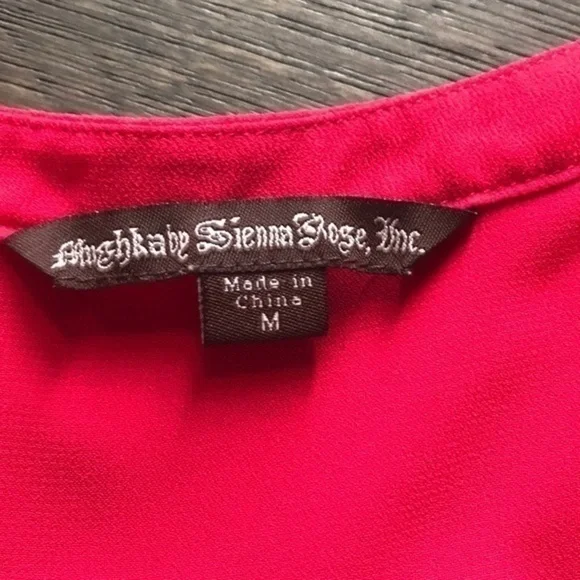 Mushka by Sienna Rose, Inc.
Made in
China
M